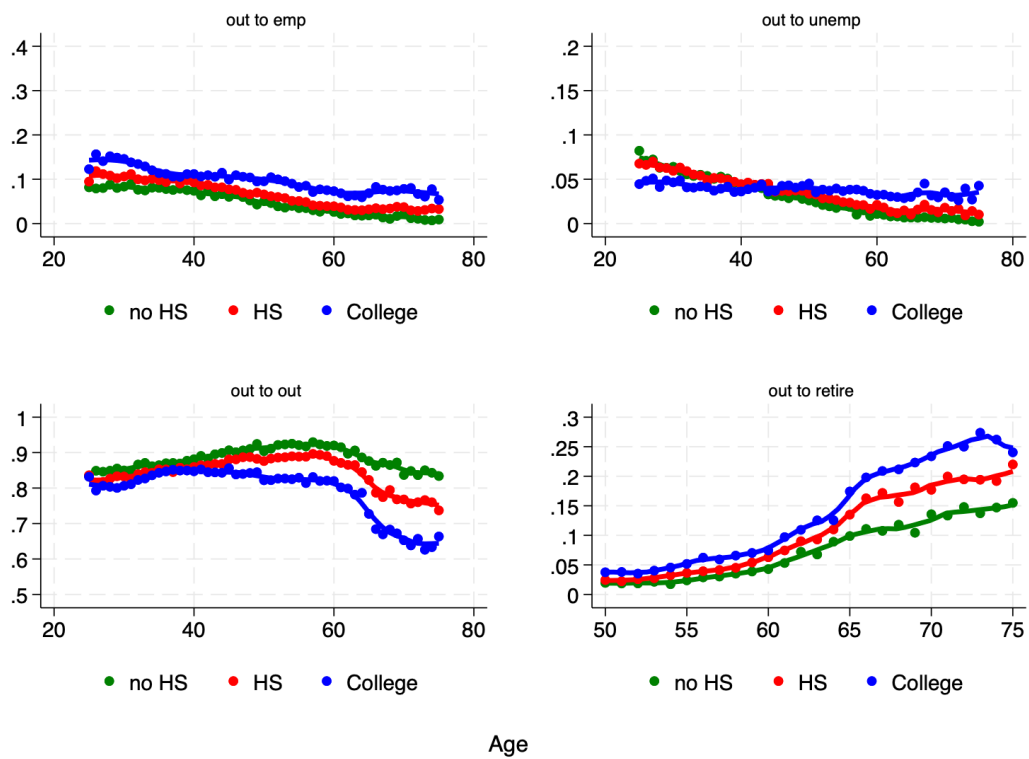 out to emp
.4
.3
.2
.1
0
20 40 60 80
no HS HS College
out to unemp
.2
.15
.1
.05
0
20 40 60 80
no HS HS College
out to out
1
.9
.8
.7
.6
.5
20 40 60 80
no HS HS College
out to retire
.3
.25
.2
.15
.1
.05
0
50 55 60 65 70 75
no HS HS College
Age